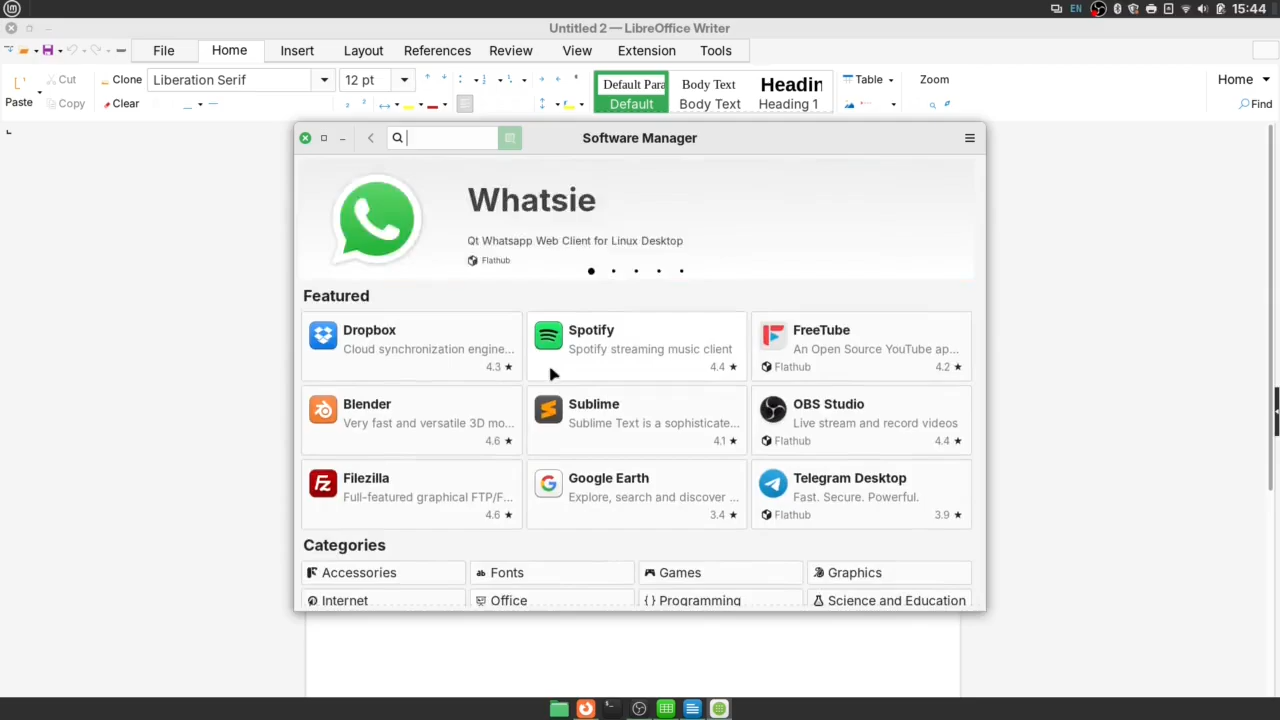 EN 15:44
Untitled 2 — LibreOffice Writer
File Home Insert Layout References Review View Extension Tools
Cut Clone Liberation Serif 12 pt Default Para Body Text Headin Table Zoom Home
Paste Copy Clear Default Body Text Heading 1 Find
Software Manager
Whatsie
Qt Whatsapp Web Client for Linux Desktop
Flathub
Featured
Dropbox
Cloud synchronization engine...
4.3 ★
Spotify
Spotify streaming music client
4.4 ★
FreeTube
An Open Source YouTube ap...
Flathub 4.2 ★
Blender
Very fast and versatile 3D mo...
4.6 ★
Sublime
Sublime Text is a sophisticate...
4.1 ★
OBS Studio
Live stream and record videos
Flathub 4.4 ★
Filezilla
Full-featured graphical FTP/F...
4.6 ★
Google Earth
Explore, search and discover ...
3.4 ★
Telegram Desktop
Fast. Secure. Powerful.
Flathub 3.9 ★
Categories
Accessories Fonts Games Graphics
Internet Office Programming Science and Education